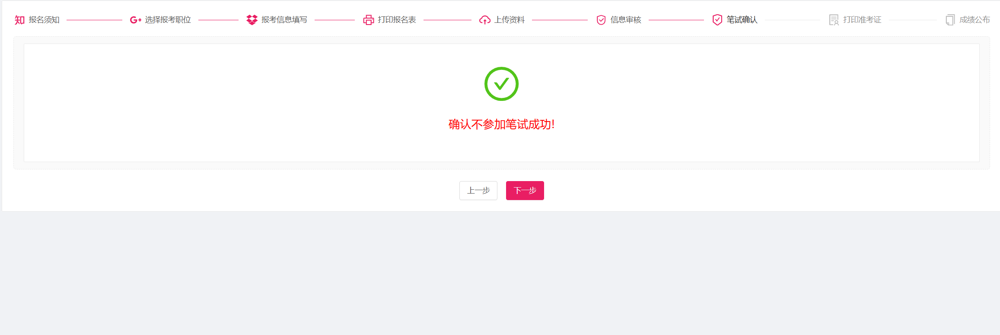 知 报名须知
G+ 选择报考职位
报考信息填写
打印报名表
上传资料
信息审核
笔试确认
打印准考证
成绩公布
确认不参加笔试成功!
上一步
下一步